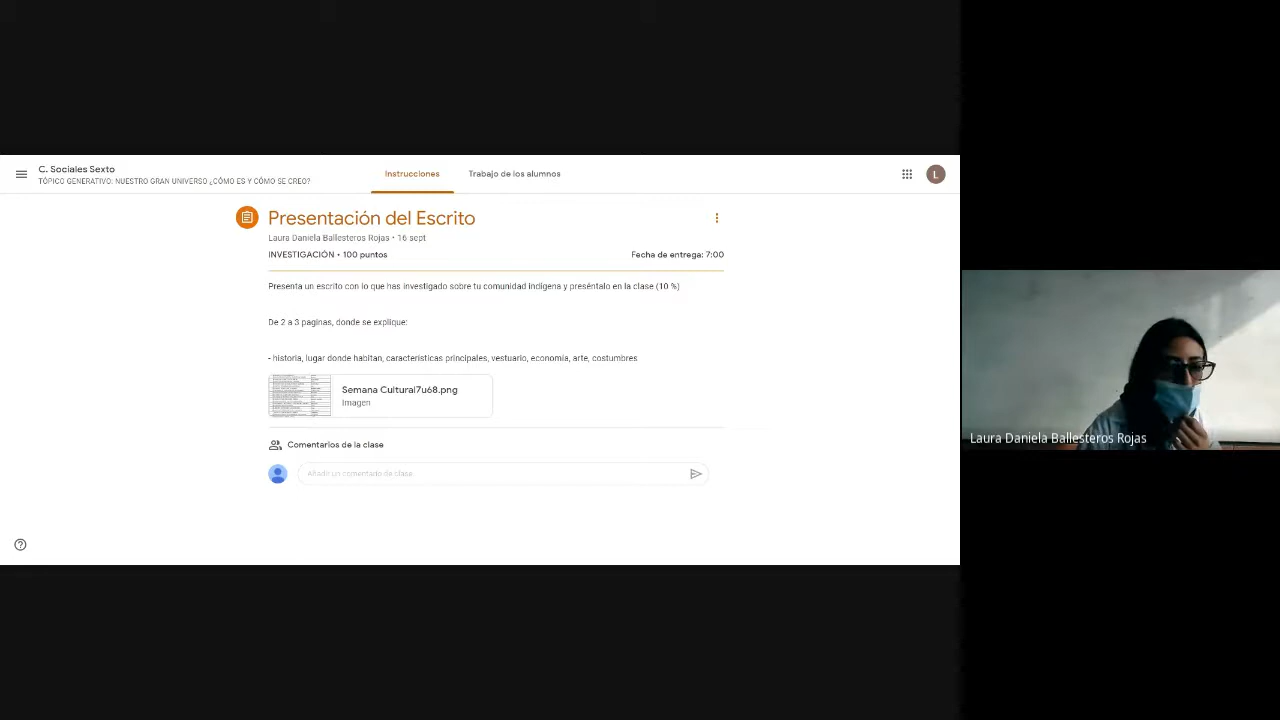 C. Sociales Sexto
TÓPICO GENERATIVO: NUESTRO GRAN UNIVERSO ¿CÓMO ES Y CÓMO SE CREO?
Instrucciones
Trabajo de los alumnos
L
Presentación del Escrito
Laura Daniela Ballesteros Rojas • 16 sept
INVESTIGACIÓN • 100 puntos
Fecha de entrega: 7:00
Presenta un escrito con lo que has investigado sobre tu comunidad indígena y preséntalo en la clase (10 %)
De 2 a 3 paginas, donde se explique:
- historia, lugar donde habitan, características principales, vestuario, economía, arte, costumbres
Semana Cultural7u68.png
Imagen
Comentarios de la clase
Añadir un comentario de clase
Laura Daniela Ballesteros Rojas